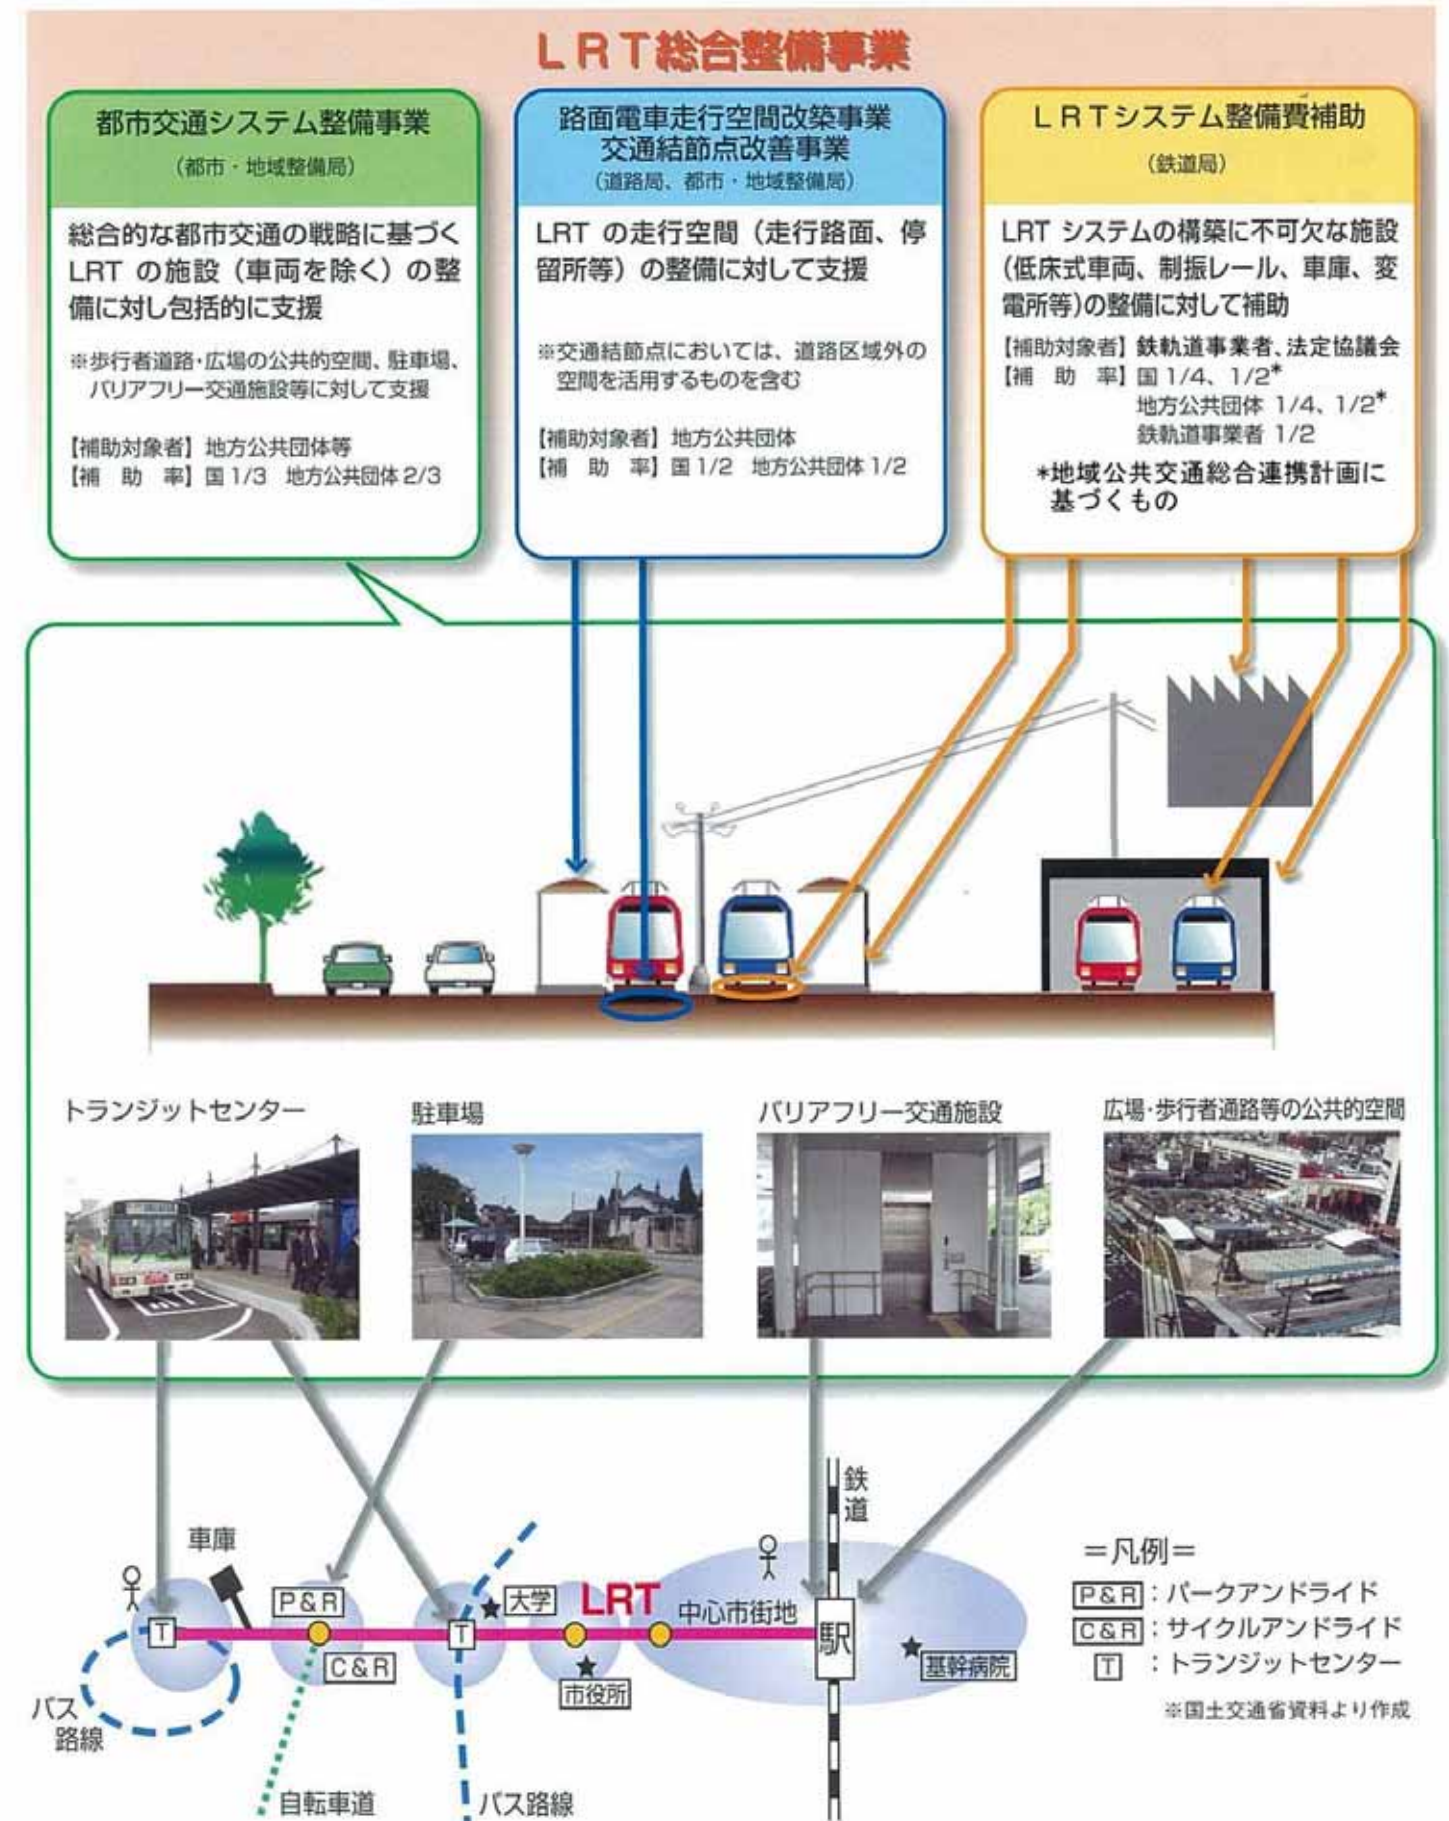 LRT総合整備事業
都市交通システム整備事業
（都市・地域整備局）
総合的な都市交通の戦略に基づく
LRT の施設（車両を除く）の整
備に対し包括的に支援
※歩行者道路・広場の公共的空間、駐車場、
バリアフリー交通施設等に対して支援
【補助対象者】地方公共団体等
【補　助　率】国1/3　地方公共団体2/3
路面電車走行空間改築事業
交通結節点改善事業
（道路局、都市・地域整備局）
LRT の走行空間（走行路面、停
留所等）の整備に対して支援
※交通結節点においては、道路区域外の
空間を活用するものを含む
【補助対象者】地方公共団体
【補　助　率】国1/2　地方公共団体1/2
LRTシステム整備費補助
（鉄道局）
LRT システムの構築に不可欠な施設
(低床式車両、制振レール、車庫、変
電所等)の整備に対して補助
【補助対象者】鉄軌道事業者、法定協議会
【補　助　率】国 1/4、1/2*
地方公共団体 1/4、1/2*
鉄軌道事業者 1/2
*地域公共交通総合連携計画に
基づくもの
トランジットセンター
駐車場
バリアフリー交通施設
広場・歩行者通路等の公共的空間
鉄道
車庫
P&R
大学
LRT
中心市街地
T
T
駅
C&R
市役所
基幹病院
バス
路線
自転車道
バス路線
＝凡例＝
P&R：パークアンドライド
C&R：サイクルアンドライド
T：トランジットセンター
※国土交通省資料より作成